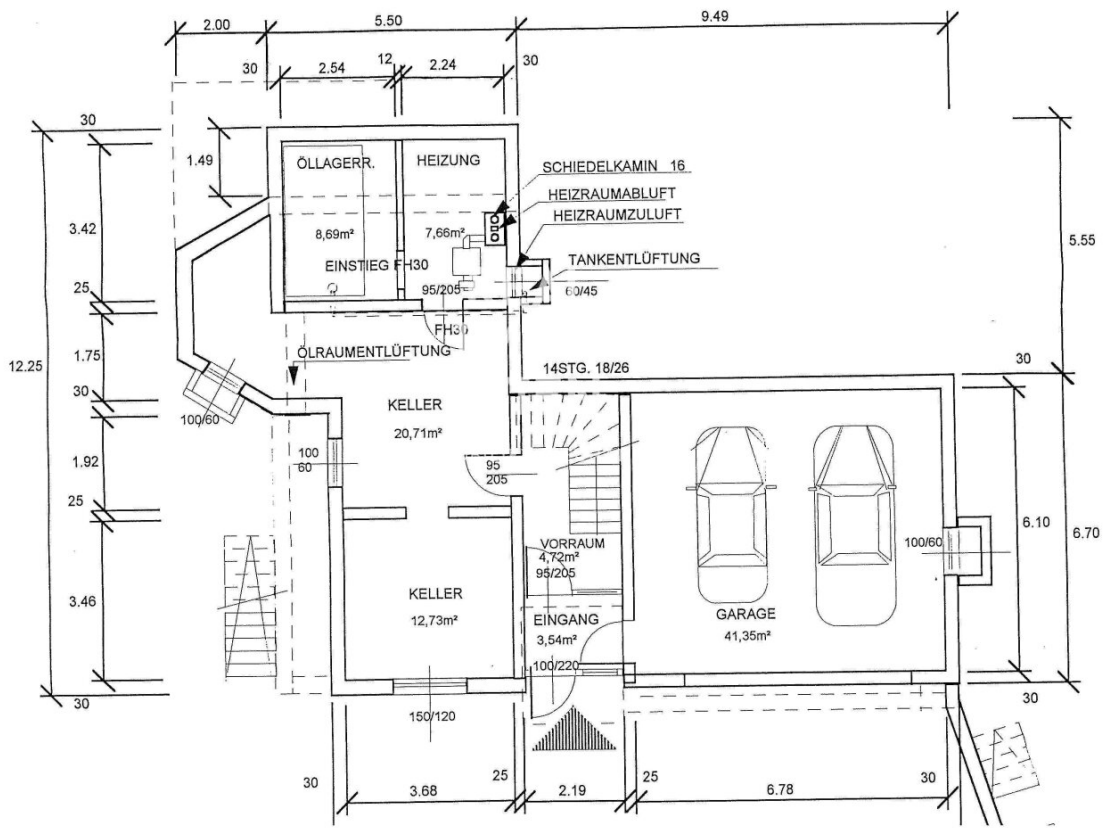 2.00
5.50
9.49
30
2.54
12
2.24
30
30
1.49
ÖLLAGERR.
HEIZUNG
SCHIEDELKAMIN 16
HEIZRAUMABLUFT
HEIZRAUMZULUFT
3.42
8,69m²
7,66m²
5.55
EINSTIEG FH30
TANKENTLÜFTUNG
25
95/205
60/45
FH30
12.25
1.75
ÖLRAUMENTLÜFTUNG
14STG. 18/26
30
30
100/60
KELLER
20,71m²
1.92
100
60
95
205
25
6.10
6.70
100/60
VORRAUM
4,72m²
95/205
3.46
KELLER
12,73m²
EINGANG
3,54m²
GARAGE
41,35m²
100/220
30
30
150/120
30
25
25
30
3.68
2.19
6.78